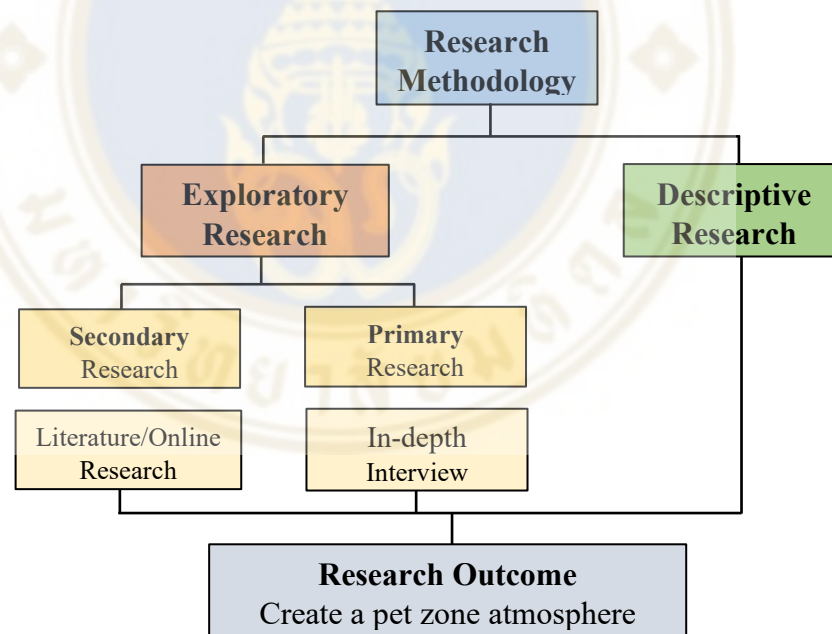 Research
Methodology
Exploratory
Research
Descriptive
Research
Secondary
Research
Primary
Research
Literature/Online
Research
In-depth
Interview
Research Outcome
Create a pet zone atmosphere